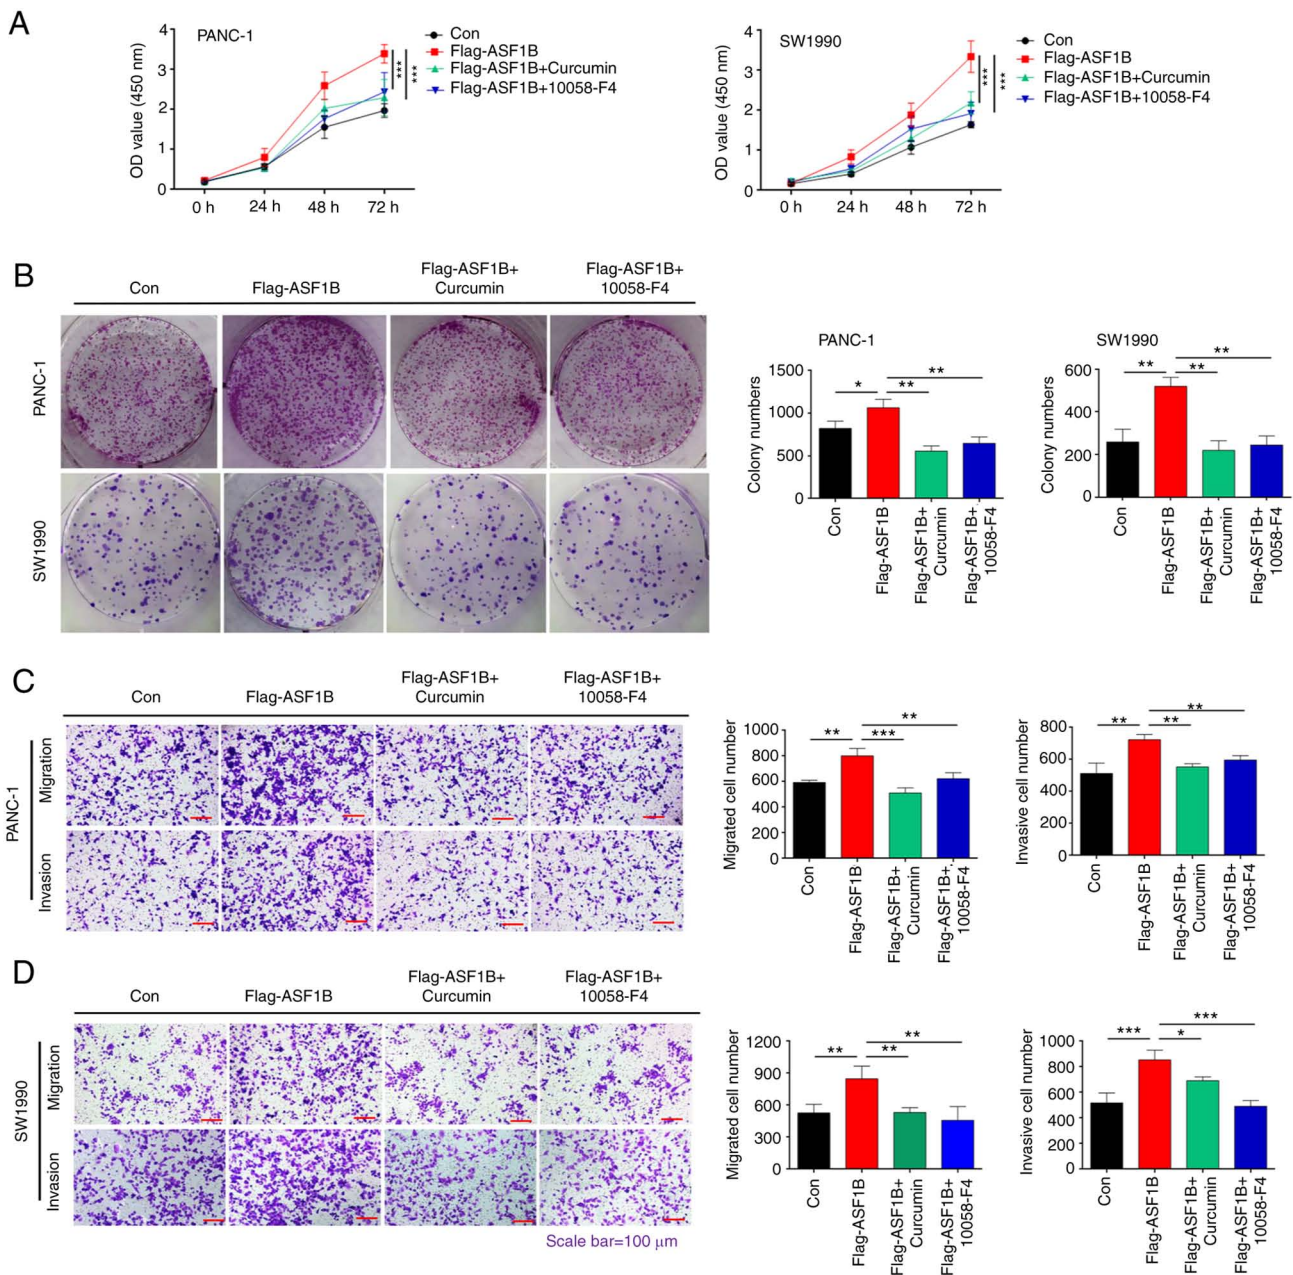 A
PANC-1
OD value (450 nm)
4
3
2
1
0
0 h
24 h
48 h
72 h
***
***
Con
Flag-ASF1B
Flag-ASF1B+Curcumin
Flag-ASF1B+10058-F4
SW1990
OD value (450 nm)
4
3
2
1
0
0 h
24 h
48 h
72 h
***
***
Con
Flag-ASF1B
Flag-ASF1B+Curcumin
Flag-ASF1B+10058-F4
B
Con
Flag-ASF1B
Flag-ASF1B+
Curcumin
Flag-ASF1B+
10058-F4
PANC-1
SW1990
PANC-1
Colony numbers
1500
1000
500
0
*
**
**
Con
Flag-ASF1B
Flag-ASF1B+
Curcumin
Flag-ASF1B+
10058-F4
SW1990
Colony numbers
600
400
200
0
**
**
**
Con
Flag-ASF1B
Flag-ASF1B+
Curcumin
Flag-ASF1B+
10058-F4
C
Con
Flag-ASF1B
Flag-ASF1B+
Curcumin
Flag-ASF1B+
10058-F4
PANC-1
Migration
Invasion
Migrated cell number
1000
800
600
400
200
0
**
***
**
Con
Flag-ASF1B
Flag-ASF1B+
Curcumin
Flag-ASF1B+
10058-F4
Invasive cell number
800
600
400
200
0
**
**
**
Con
Flag-ASF1B
Flag-ASF1B+
Curcumin
Flag-ASF1B+
10058-F4
D
Con
Flag-ASF1B
Flag-ASF1B+
Curcumin
Flag-ASF1B+
10058-F4
SW1990
Migration
Invasion
Scale bar=100 μm
Migrated cell number
1200
900
600
300
0
**
**
**
Con
Flag-ASF1B
Flag-ASF1B+
Curcumin
Flag-ASF1B+
10058-F4
Invasive cell number
1000
800
600
400
200
0
***
*
***
Con
Flag-ASF1B
Flag-ASF1B+
Curcumin
Flag-ASF1B+
10058-F4